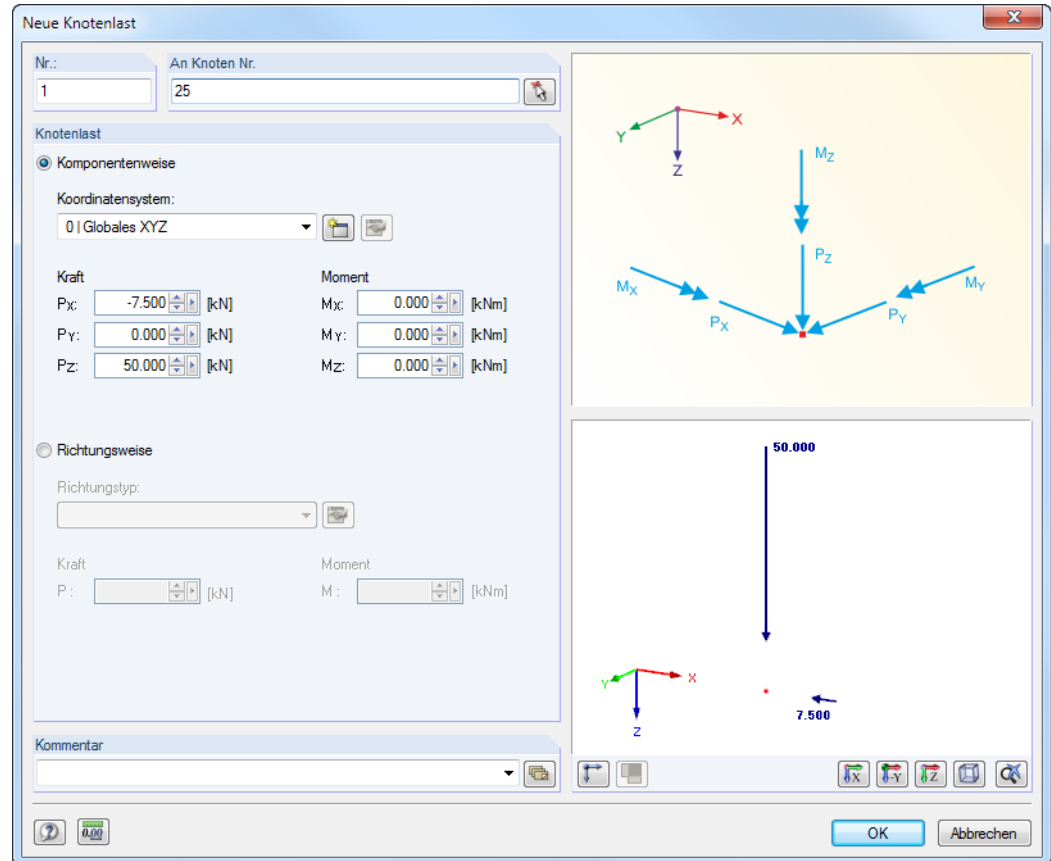 Neue Knotenlast
Nr.:
An Knoten Nr.
1
25
Knotenlast
Komponentenweise
Koordinatensystem:
0 | Globales XYZ
Kraft
Moment
PX: -7.500 [kN]
MX: 0.000 [kNm]
PY: 0.000 [kN]
MY: 0.000 [kNm]
PZ: 50.000 [kN]
MZ: 0.000 [kNm]
Richtungsweise
Richtungstyp:
Kraft
Moment
P : [kN]
M : [kNm]
Kommentar
0.00
X
Y
Z
MZ
PZ
MX
MY
PX
PY
50.000
Y
X
7.500
Z
X
-Y
Z
OK
Abbrechen